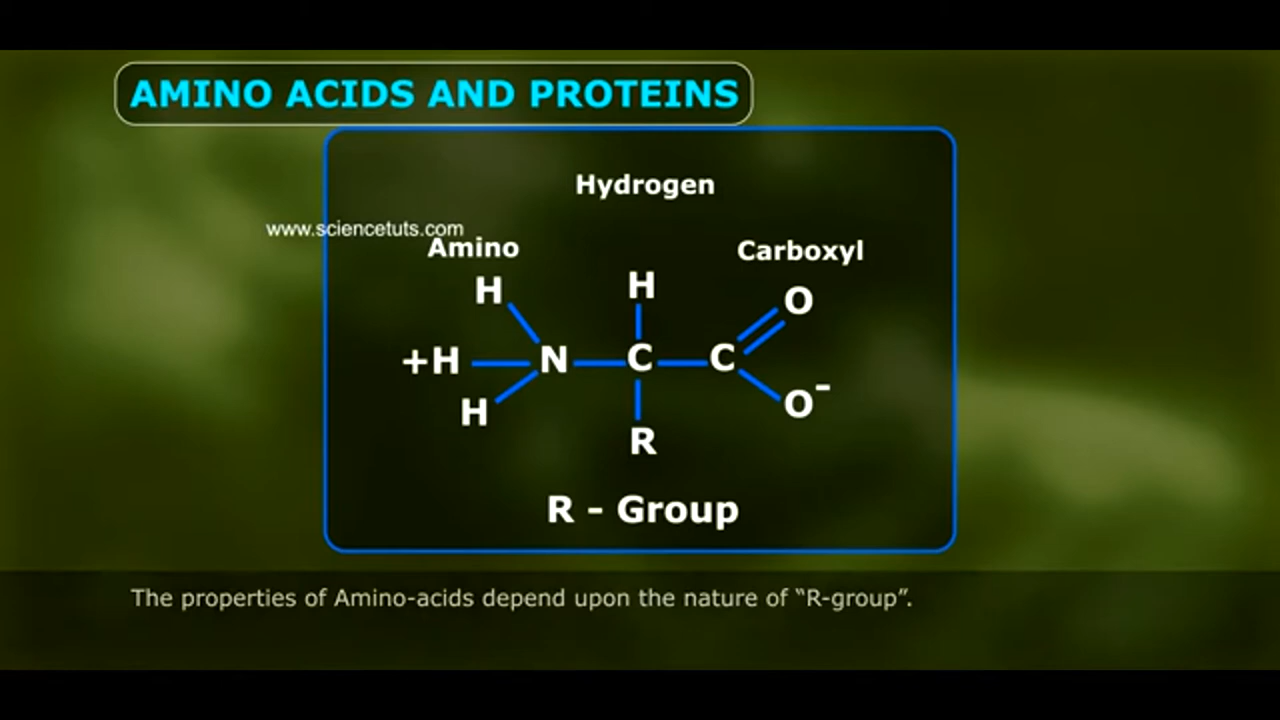 AMINO ACIDS AND PROTEINS
Hydrogen
www.sciencetuts.com
Amino
Carboxyl
H
H
O
+H
N
C
C
H
O⁻
R
R - Group
The properties of Amino-acids depend upon the nature of “R-group”.